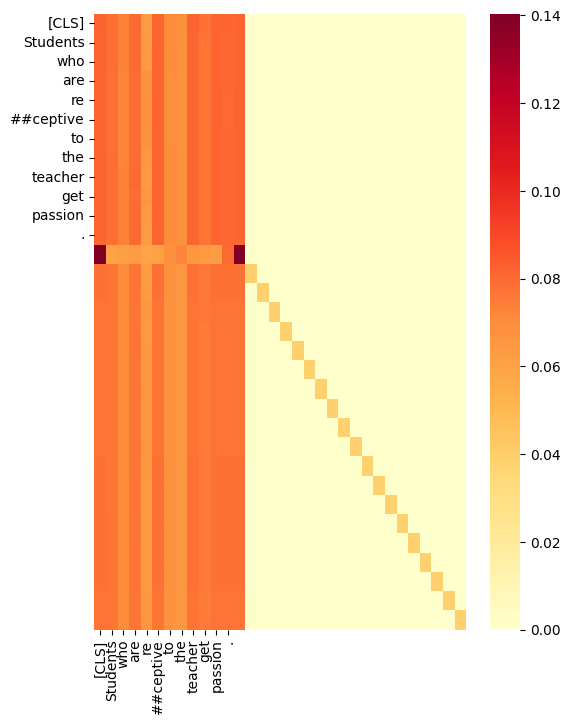 [CLS]
Students
who
are
re
##ceptive
to
the
teacher
get
passion
.
0.14
0.12
0.10
0.08
0.06
0.04
0.02
0.00
[CLS]
Students
who
are
re
##ceptive
to
the
teacher
get
passion
.